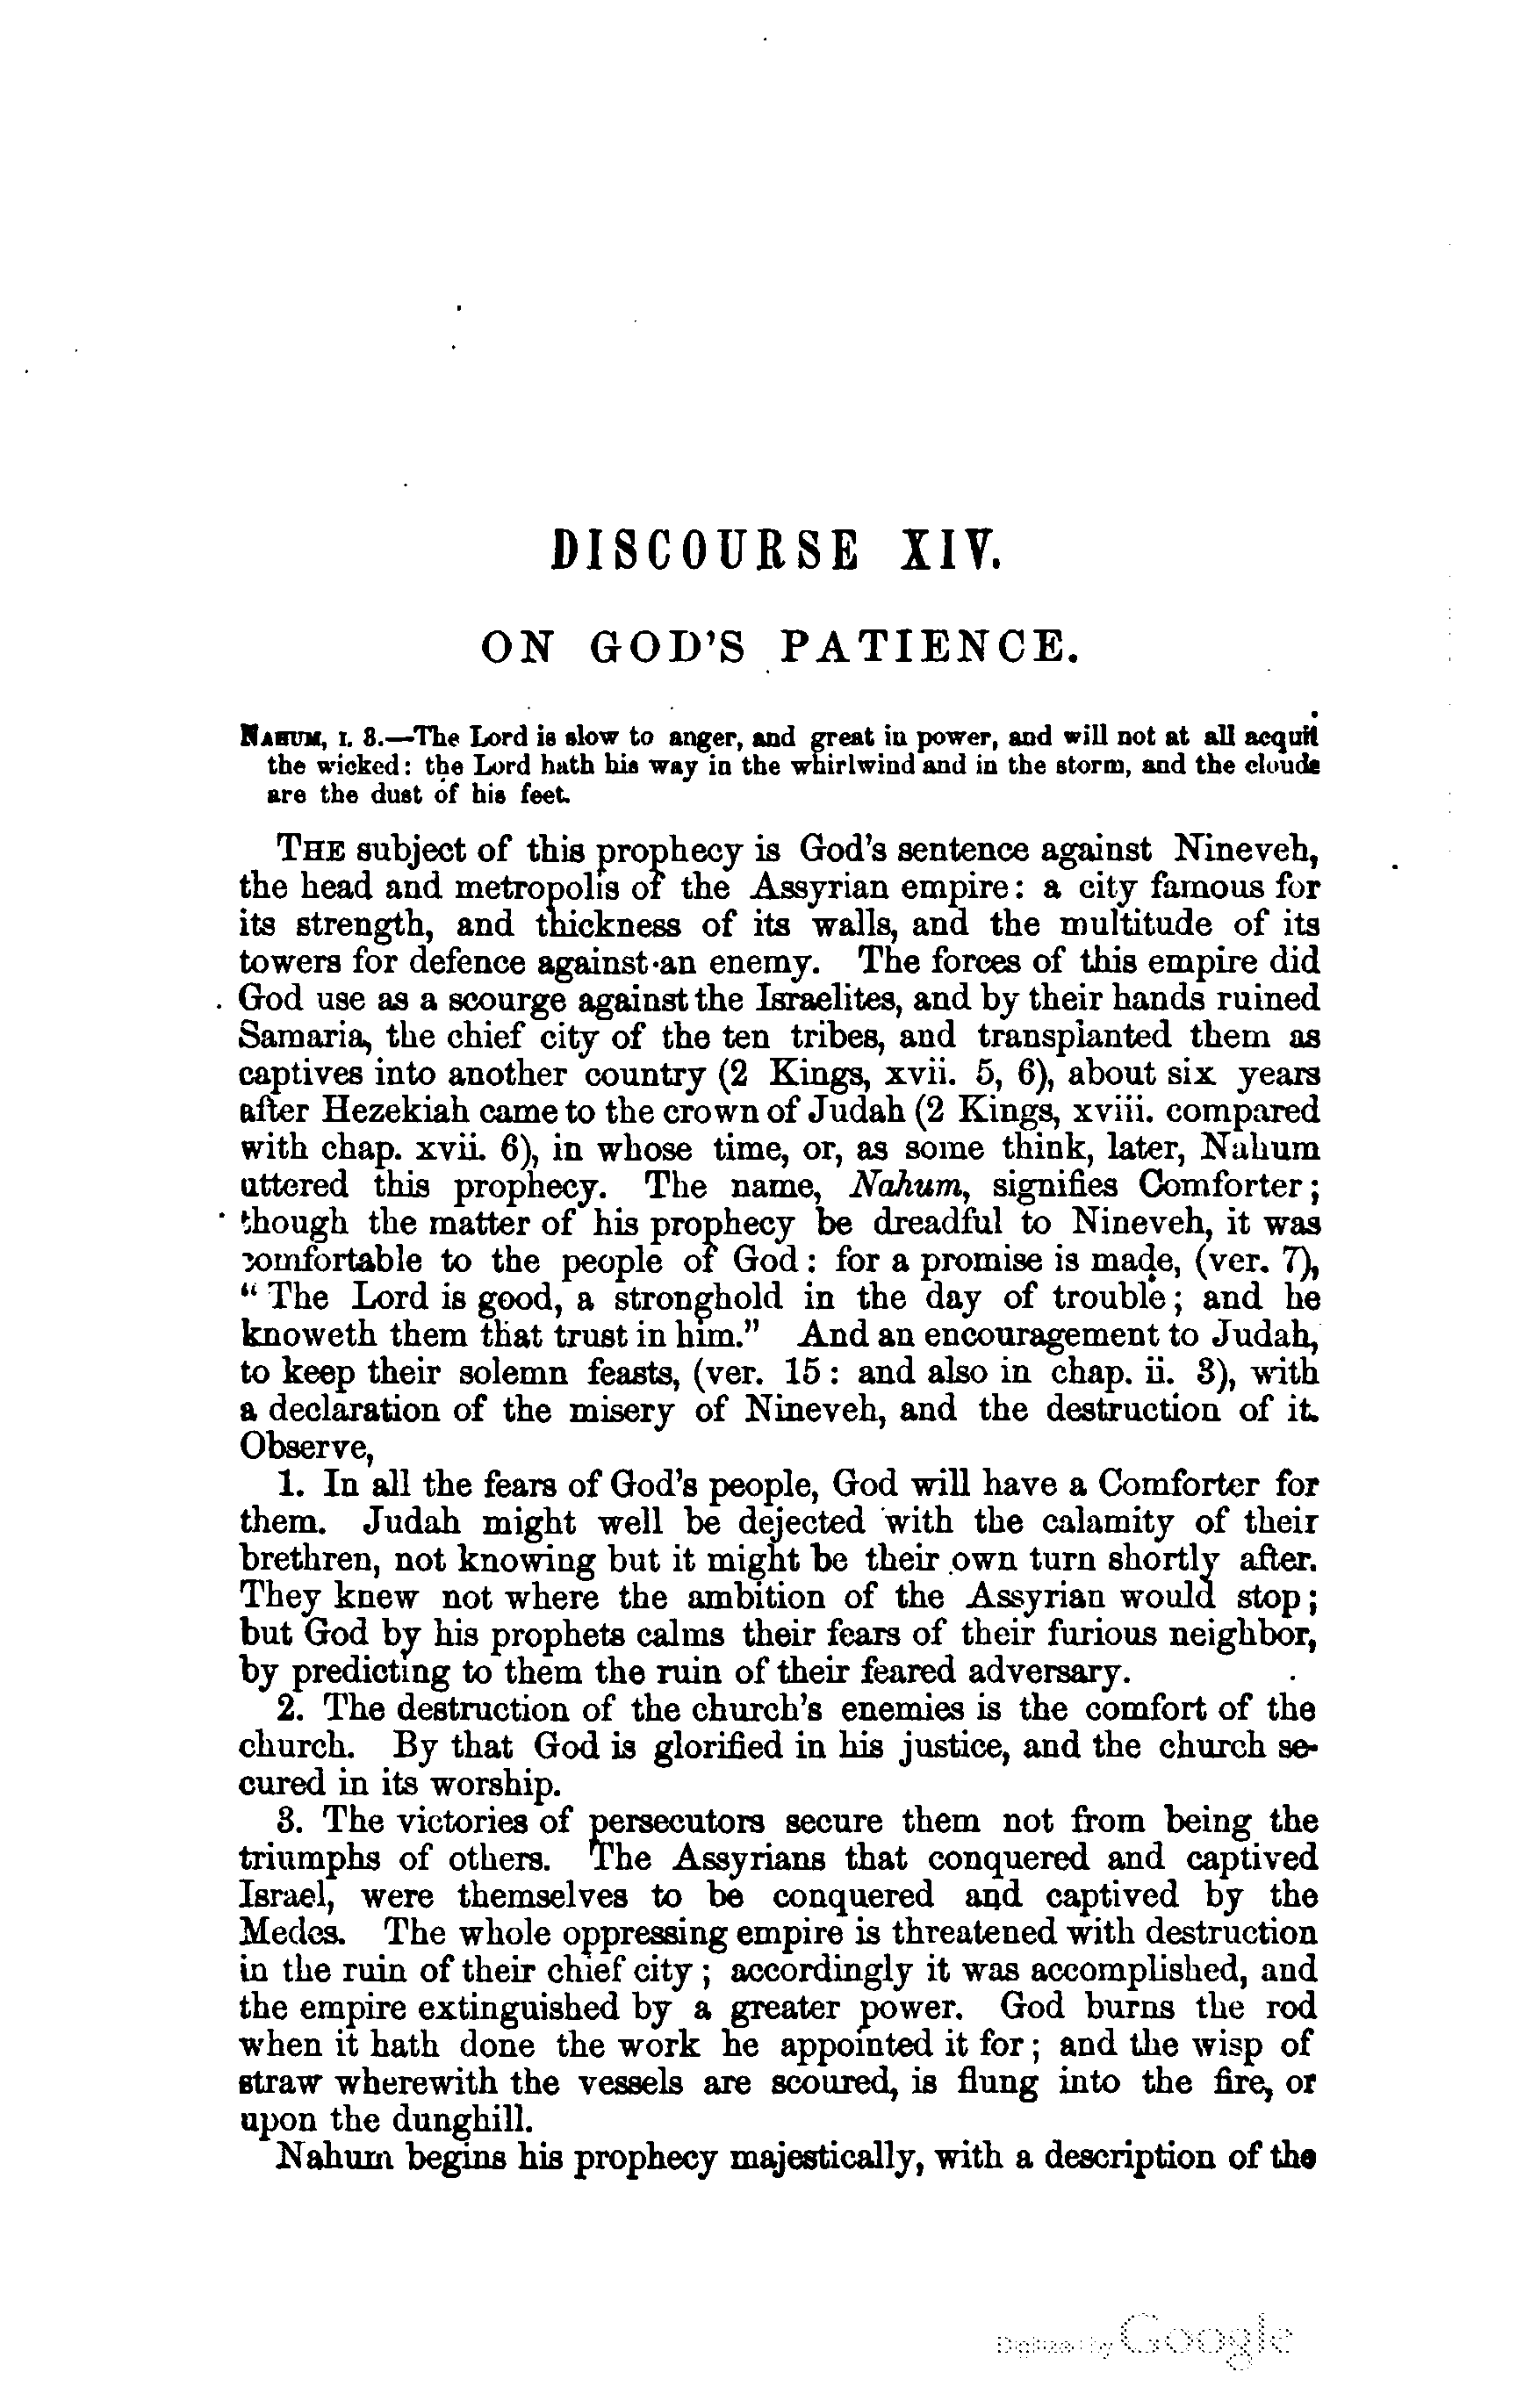 DISCOURSE XIV.
ON GOD'S PATIENCE.
NAHUM, I. 3.—The Lord is slow to anger, and great in power, and will not at all acquit
the wicked: the Lord hath his way in the whirlwind and in the storm, and the clouds
are the dust of his feet.
THE subject of this prophecy is God's sentence against Nineveh,
the head and metropolis of the Assyrian empire: a city famous for
its strength, and thickness of its walls, and the multitude of its
towers for defence against an enemy. The forces of this empire did
God use as a scourge against the Israelites, and by their hands ruined
Samaria, the chief city of the ten tribes, and transplanted them as
captives into another country (2 Kings, xvii. 5, 6), about six years
after Hezekiah came to the crown of Judah (2 Kings, xviii. compared
with chap. xvii. 6), in whose time, or, as some think, later, Nahum
uttered this prophecy. The name, Nahum, signifies Comforter;
though the matter of his prophecy be dreadful to Nineveh, it was
comfortable to the people of God: for a promise is made, (ver. 7),
"The Lord is good, a stronghold in the day of trouble; and he
knoweth them that trust in him." And an encouragement to Judah,
to keep their solemn feasts, (ver. 15: and also in chap. ii. 3), with
a declaration of the misery of Nineveh, and the destruction of it.
Observe,
1. In all the fears of God's people, God will have a Comforter for
them. Judah might well be dejected with the calamity of their
brethren, not knowing but it might be their own turn shortly after.
They knew not where the ambition of the Assyrian would stop;
but God by his prophets calms their fears of their furious neighbor,
by predicting to them the ruin of their feared adversary.
2. The destruction of the church's enemies is the comfort of the
church. By that God is glorified in his justice, and the church se-
cured in its worship.
3. The victories of persecutors secure them not from being the
triumphs of others. The Assyrians that conquered and captived
Israel, were themselves to be conquered and captived by the
Medes. The whole oppressing empire is threatened with destruction
in the ruin of their chief city; accordingly it was accomplished, and
the empire extinguished by a greater power. God burns the rod
when it hath done the work he appointed it for; and the wisp of
straw wherewith the vessels are scoured, is flung into the fire, or
upon the dunghill.
Nahum begins his prophecy majestically, with a description of the
Digitized by Google